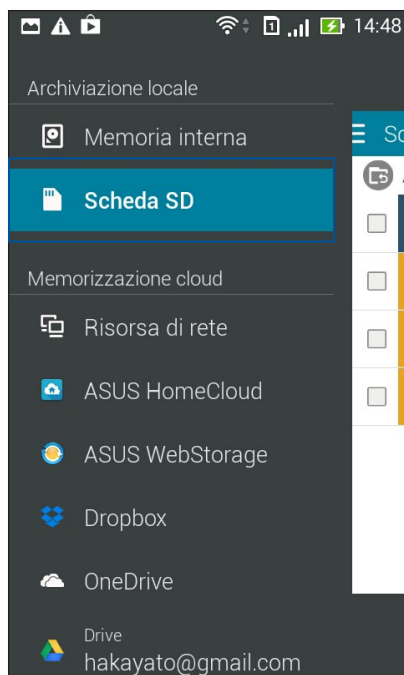 14:48
Archiviazione locale
Memoria interna
Scheda SD
Memorizzazione cloud
Risorsa di rete
ASUS HomeCloud
ASUS WebStorage
Dropbox
OneDrive
Drive
hakayato@gmail.com